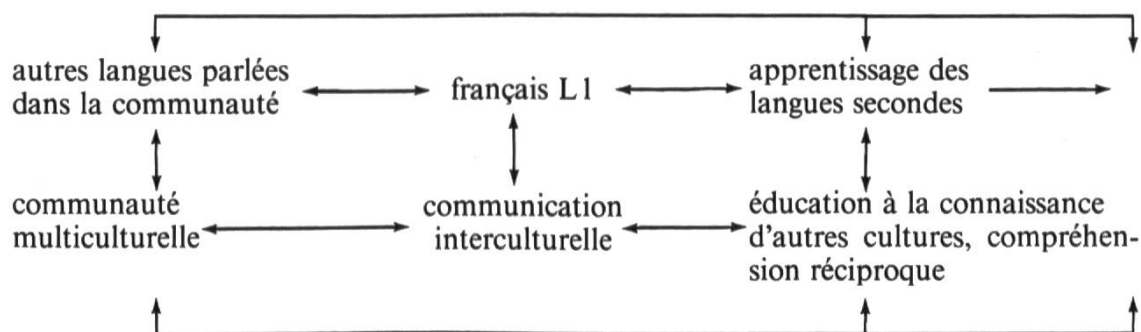 autres langues parlées
dans la communauté
français L1
apprentissage des
langues secondes
communauté
multiculturelle
communication
interculturelle
éducation à la connaissance
d'autres cultures, compréhen-
sion réciproque